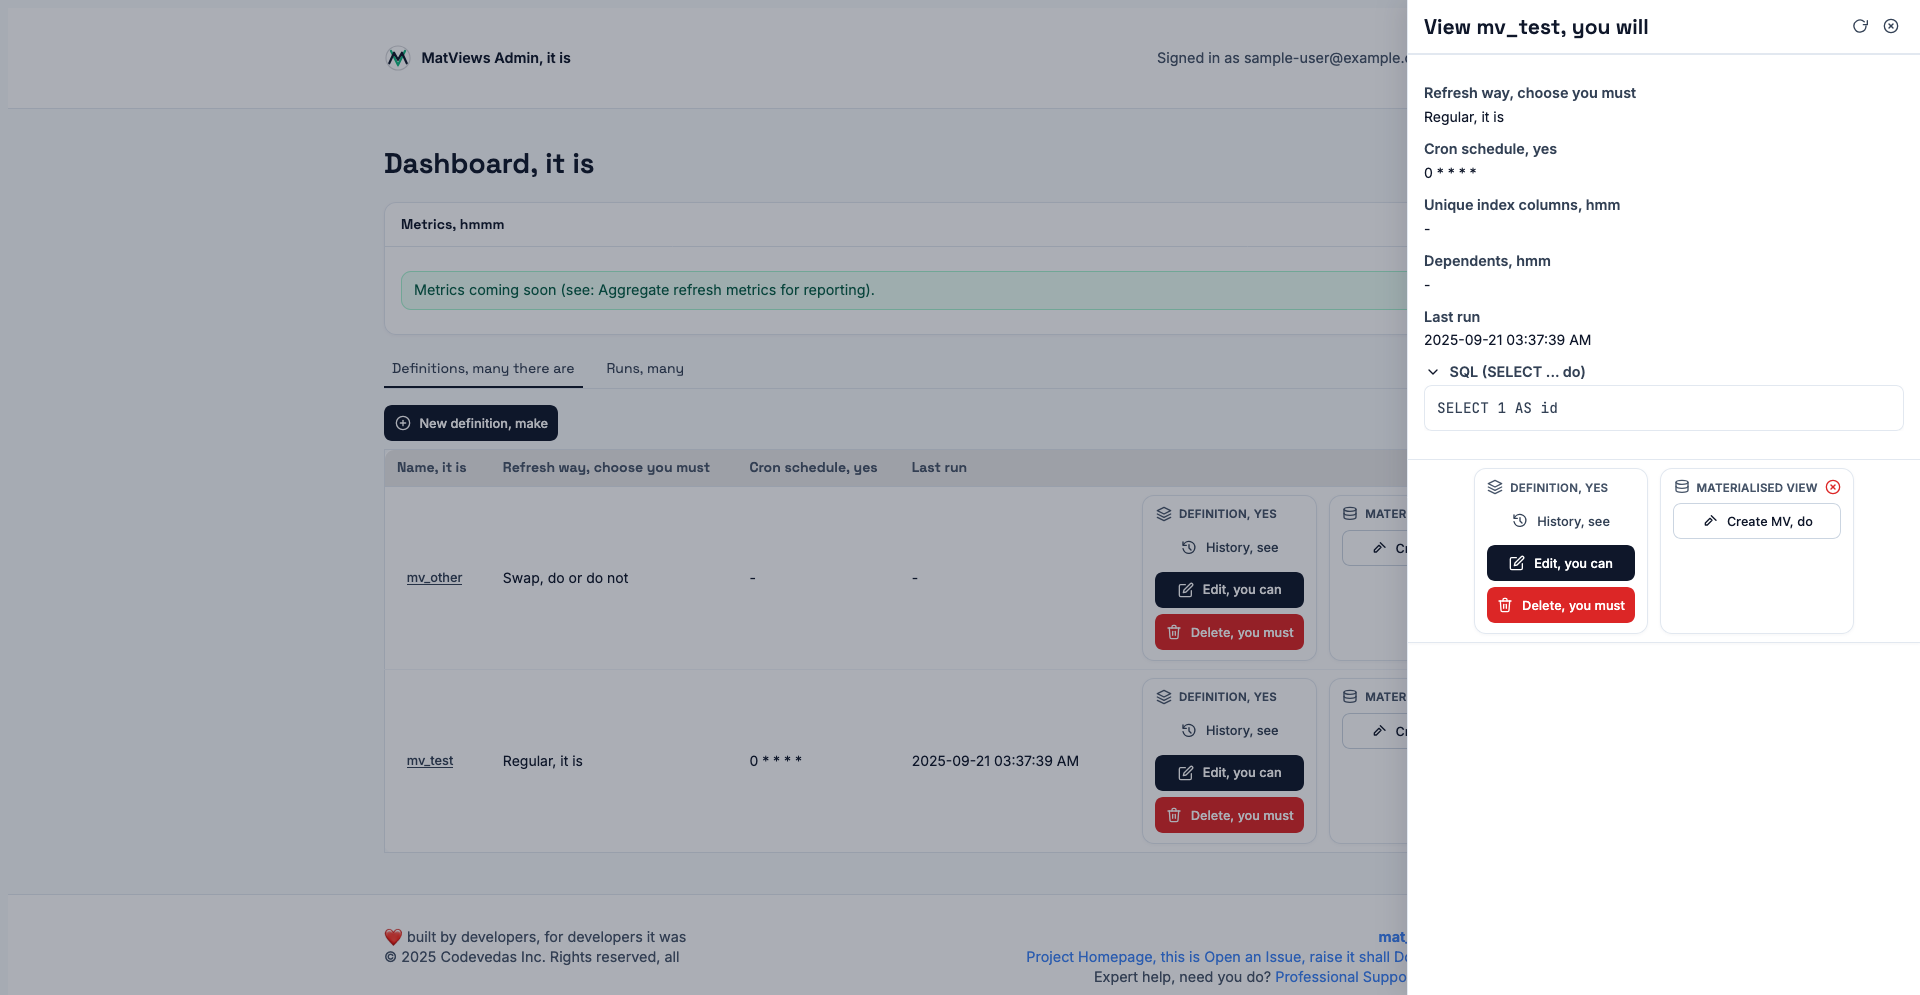 MatViews Admin, it is
Signed in as sample-user@example.
Dashboard, it is
Metrics, hmmm
Metrics coming soon (see: Aggregate refresh metrics for reporting).
Definitions, many there are
Runs, many
New definition, make
Name, it is
Refresh way, choose you must
Cron schedule, yes
Last run
mv_other
Swap, do or do not
-
-
DEFINITION, YES
History, see
Edit, you can
Delete, you must
mv_test
Regular, it is
0 * * * *
2025-09-21 03:37:39 AM
DEFINITION, YES
History, see
Edit, you can
Delete, you must
❤️ built by developers, for developers it was
© 2025 Codevedas Inc. Rights reserved, all
Project Homepage, this is Open an Issue, raise it shall
Expert help, need you do? Professional
View mv_test, you will
Refresh way, choose you must
Regular, it is
Cron schedule, yes
0 * * * *
Unique index columns, hmm
-
Dependents, hmm
-
Last run
2025-09-21 03:37:39 AM
SQL (SELECT ... do)
SELECT 1 AS id
DEFINITION, YES
History, see
Edit, you can
Delete, you must
MATERIALISED VIEW
Create MV, do